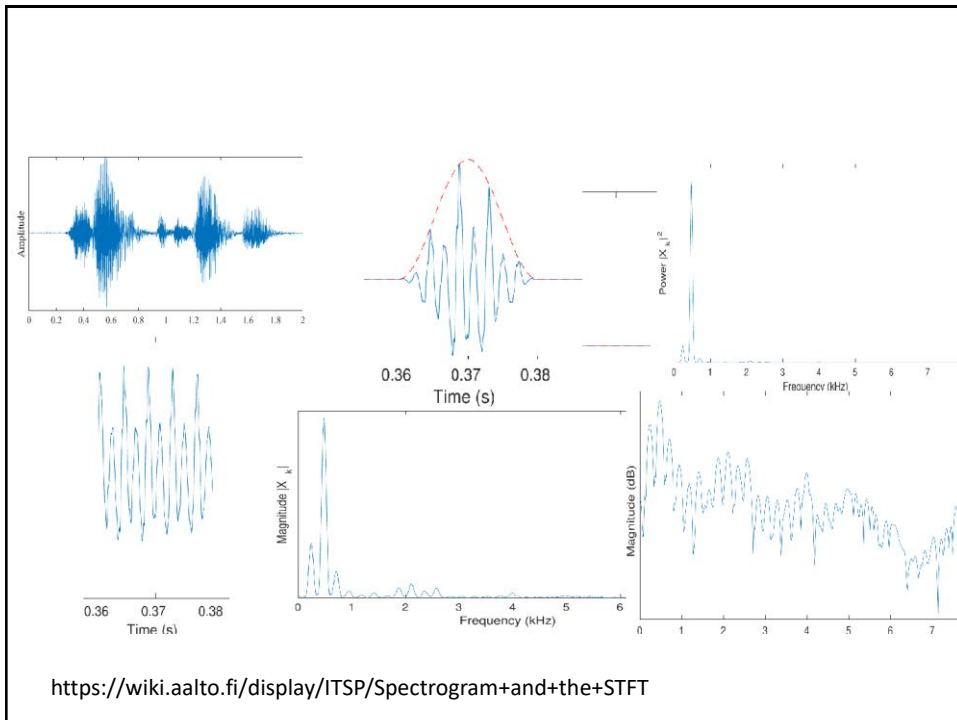 Amplitude
0 0.2 0.4 0.6 0.8 1 1.2 1.4 1.6 1.8 2
0.36 0.37 0.38
Time (s)
Power |X_k|^2
0 1 2 3 4 5 6 7
Frequency (kHz)
0.36 0.37 0.38
Time (s)
Magnitude |X_k|
0 1 2 3 4 5 6
Frequency (kHz)
Magnitude (dB)
0 1 2 3 4 5 6 7
https://wiki.aalto.fi/display/ITSP/Spectrogram+and+the+STFT